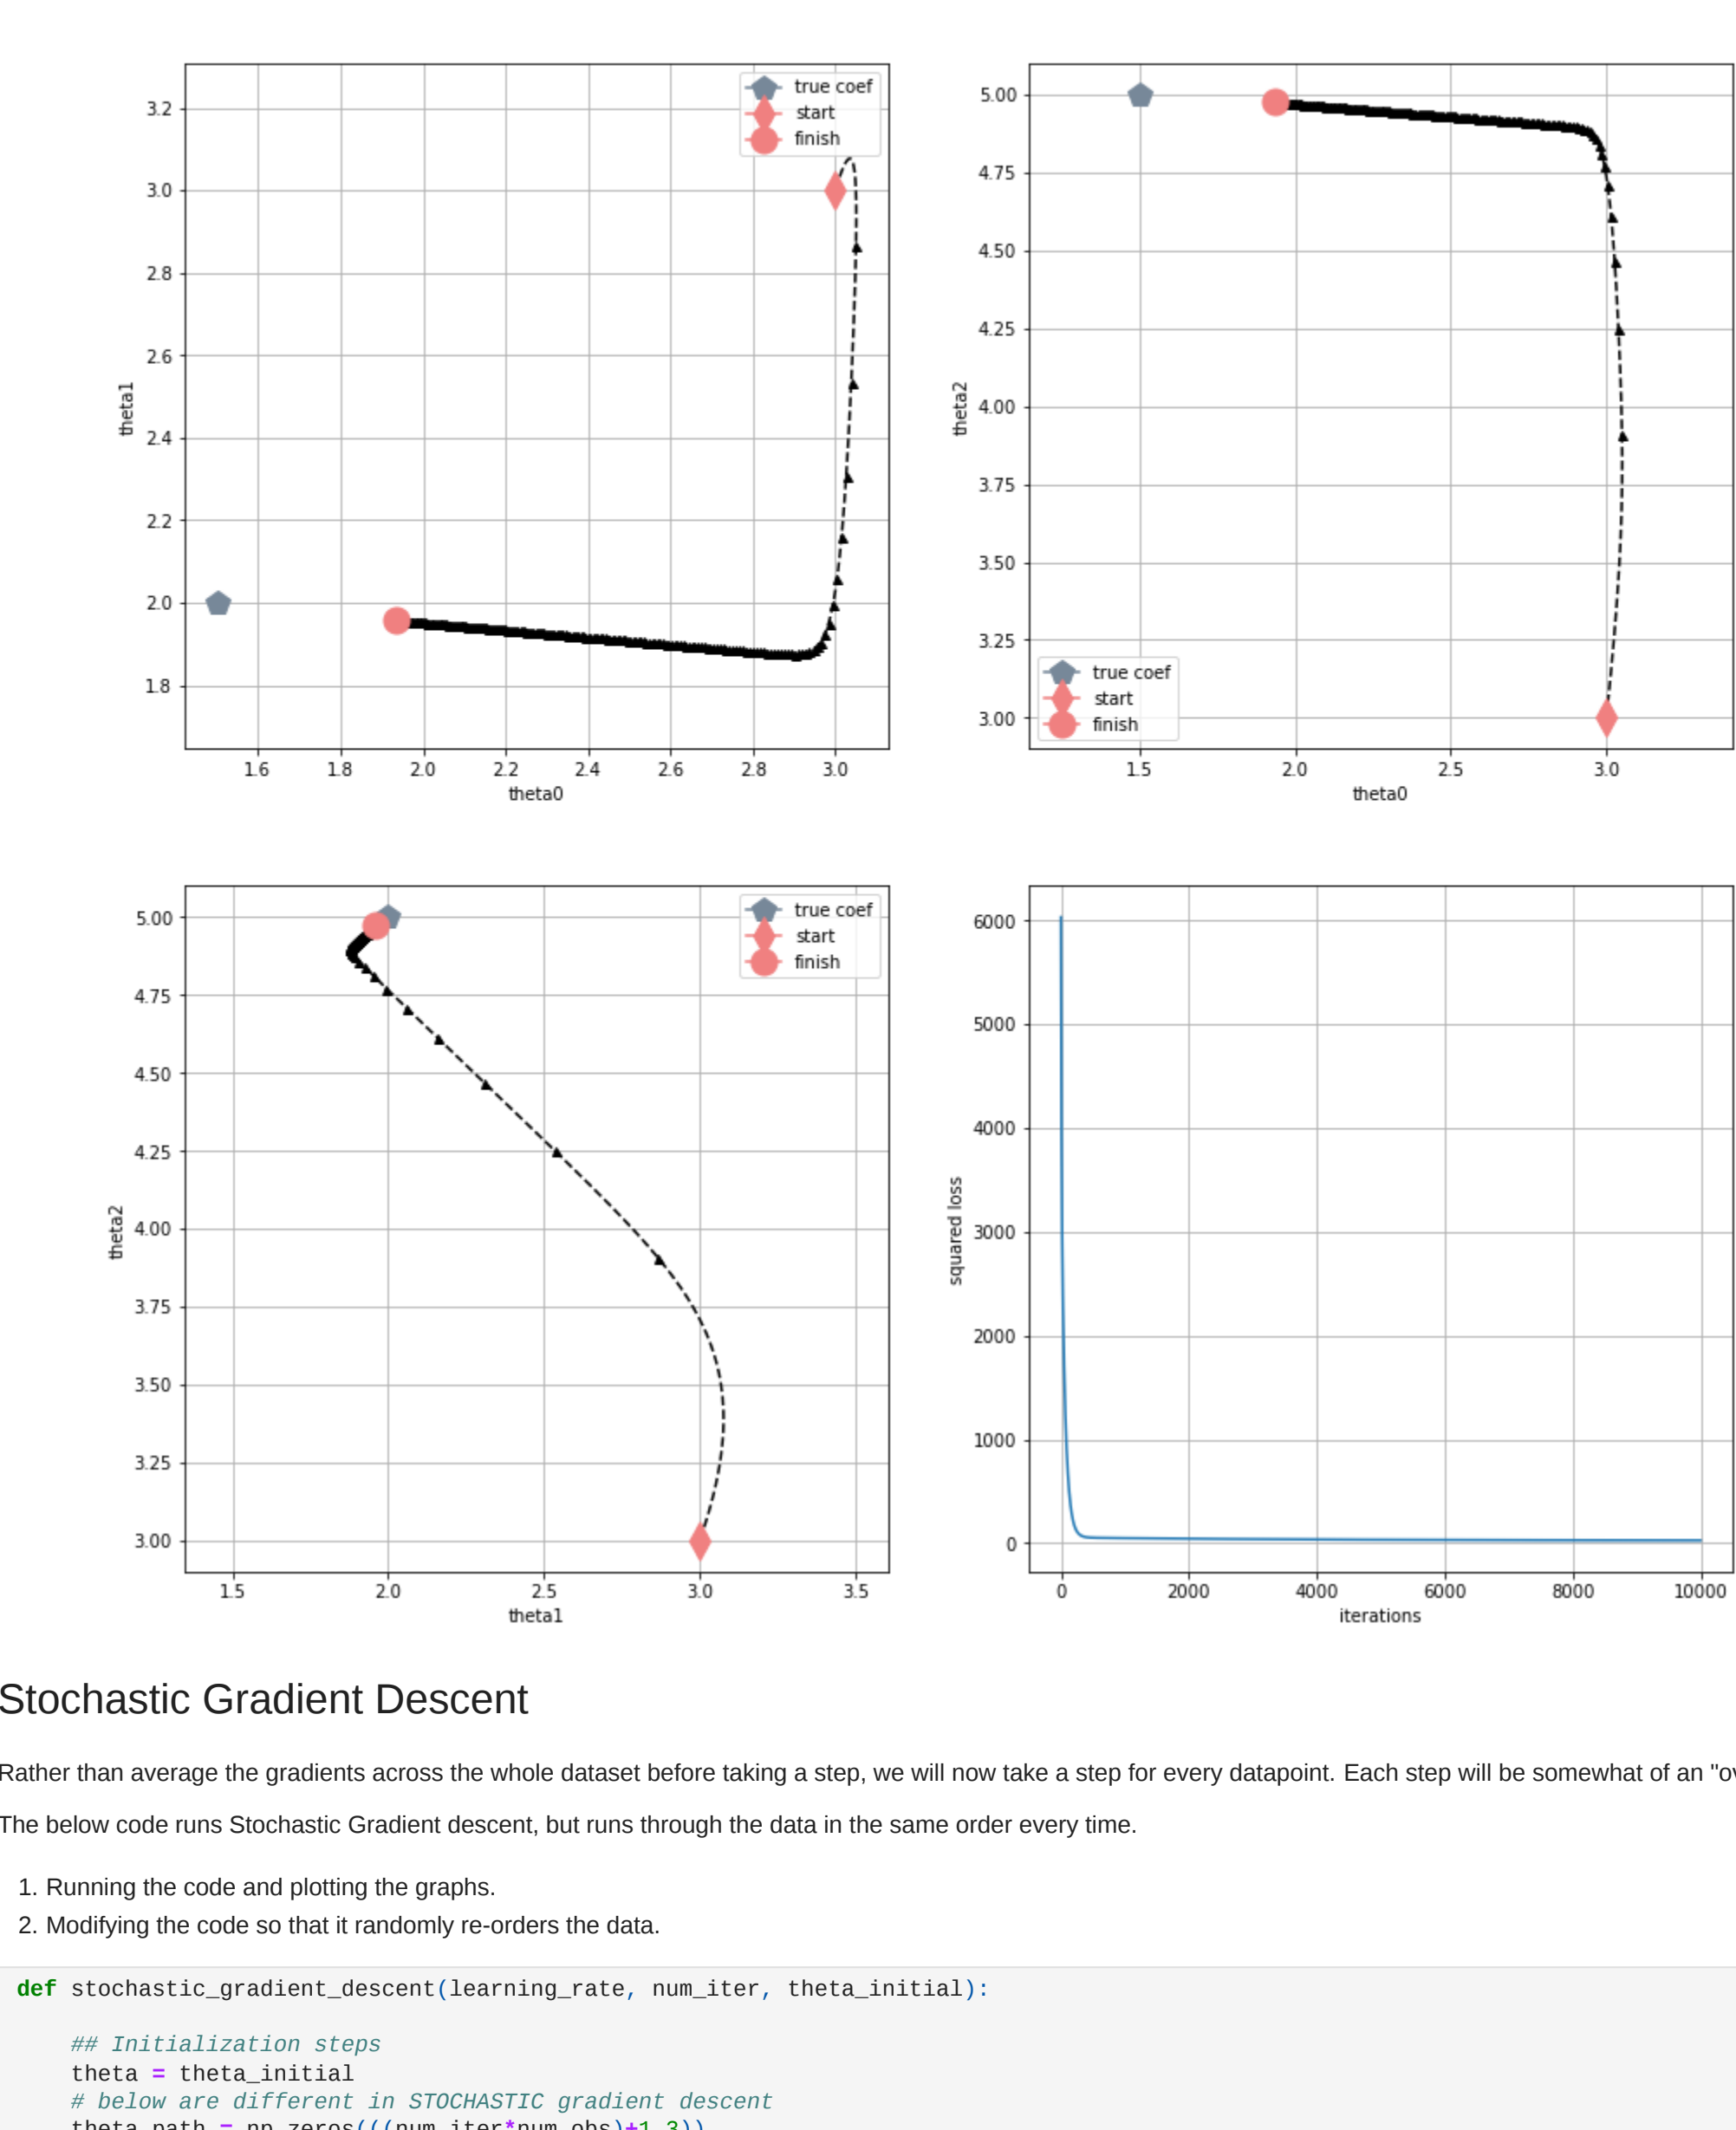 true coef
start
finish
3.2
3.0
2.8
2.6
2.4
2.2
2.0
1.8
theta1
1.6 1.8 2.0 2.2 2.4 2.6 2.8 3.0
theta0
5.00
4.75
4.50
4.25
4.00
3.75
3.50
3.25
3.00
theta2
true coef
start
finish
1.5 2.0 2.5 3.0
theta0
true coef
start
finish
5.00
4.75
4.50
4.25
4.00
3.75
3.50
3.25
3.00
theta2
1.5 2.0 2.5 3.0 3.5
theta1
6000
5000
4000
3000
2000
1000
0
squared loss
0 2000 4000 6000 8000 10000
iterations
Stochastic Gradient Descent
Rather than average the gradients across the whole dataset before taking a step, we will now take a step for every datapoint. Each step will be somewhat of an
The below code runs Stochastic Gradient descent, but runs through the data in the same order every time.
1. Running the code and plotting the graphs.
2. Modifying the code so that it randomly re-orders the data.
def stochastic_gradient_descent(learning_rate, num_iter, theta_initial):
## Initialization steps
theta = theta_initial
# below are different in STOCHASTIC gradient descent
theta_path = np.zeros(((num_iter*num_obs)+1,3))